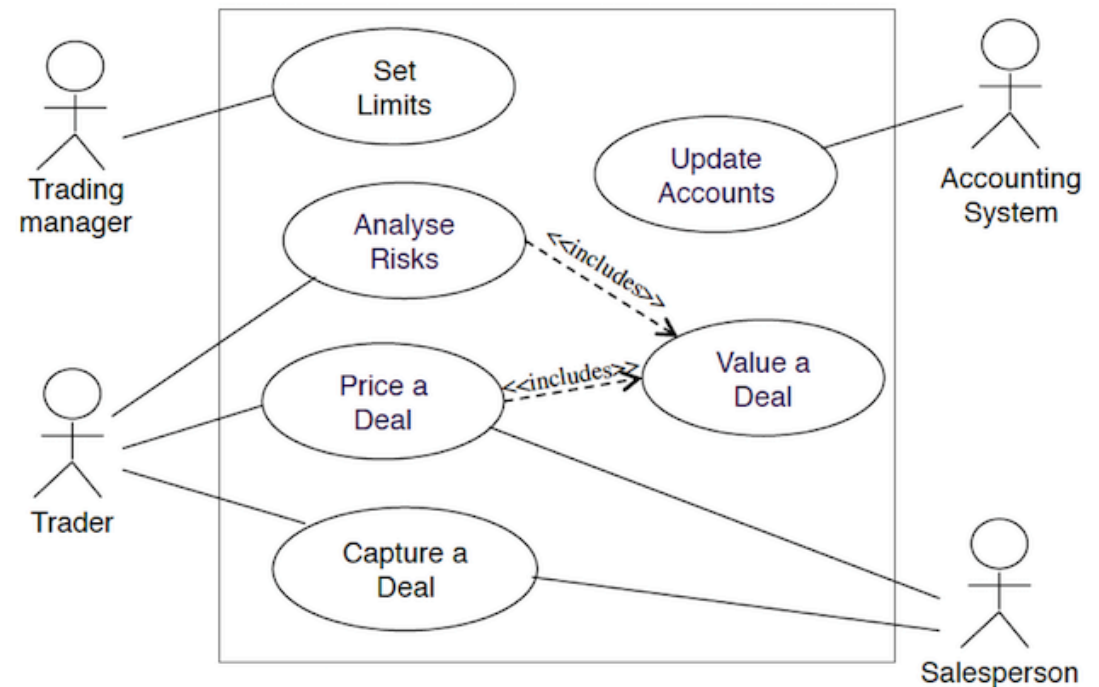 Set
Limits
Trading
manager
Update
Accounts
Accounting
System
Analyse
Risks
<<includes>>
Value a
Deal
Price a
Deal
<<includes>>
Trader
Capture a
Deal
Salesperson